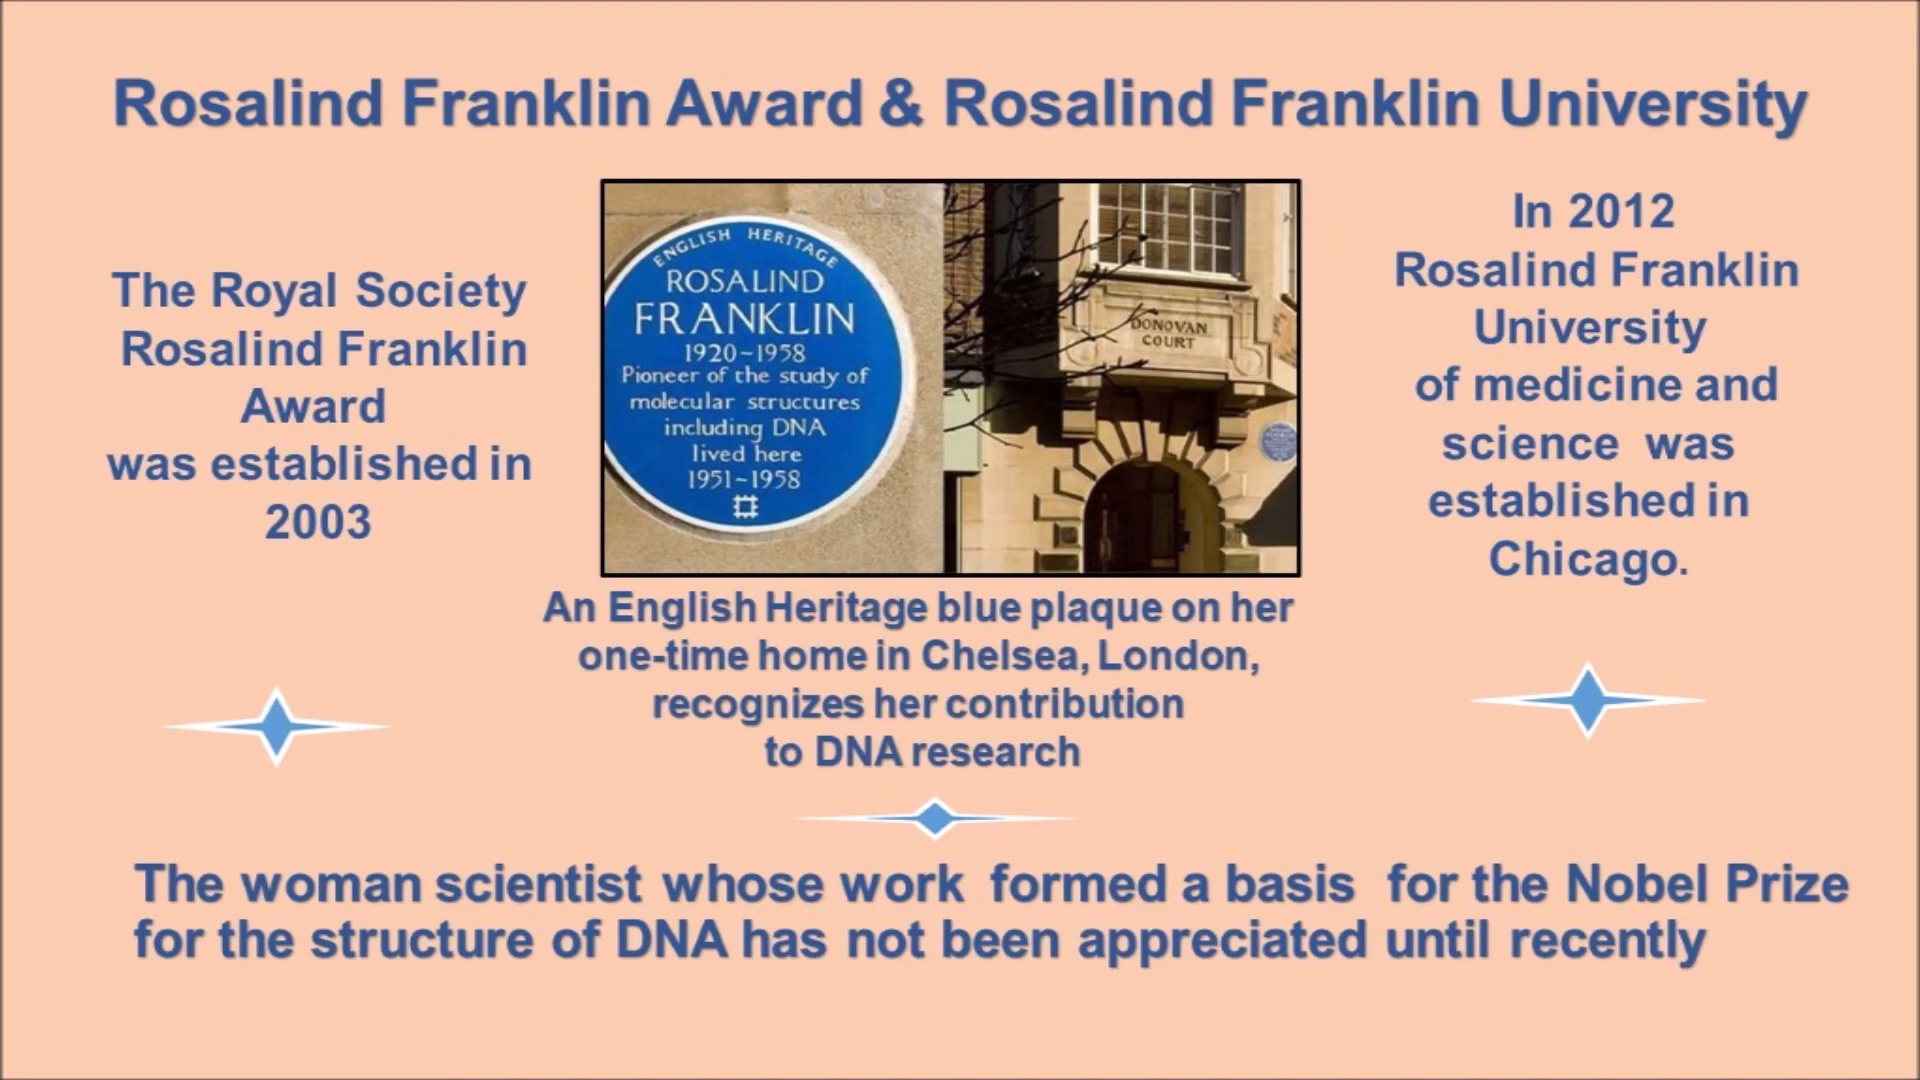 Rosalind Franklin Award & Rosalind Franklin University
The Royal Society
Rosalind Franklin
Award
was established in
2003
ENGLISH HERITAGE
ROSALIND
FRANKLIN
1920-1958
Pioneer of the study of
molecular structures
including DNA
lived here
1951-1958
DONOVAN
COURT
In 2012
Rosalind Franklin
University
of medicine and
science was
established in
Chicago.
An English Heritage blue plaque on her
one-time home in Chelsea, London,
recognizes her contribution
to DNA research
The woman scientist whose work formed a basis for the Nobel Prize
for the structure of DNA has not been appreciated until recently